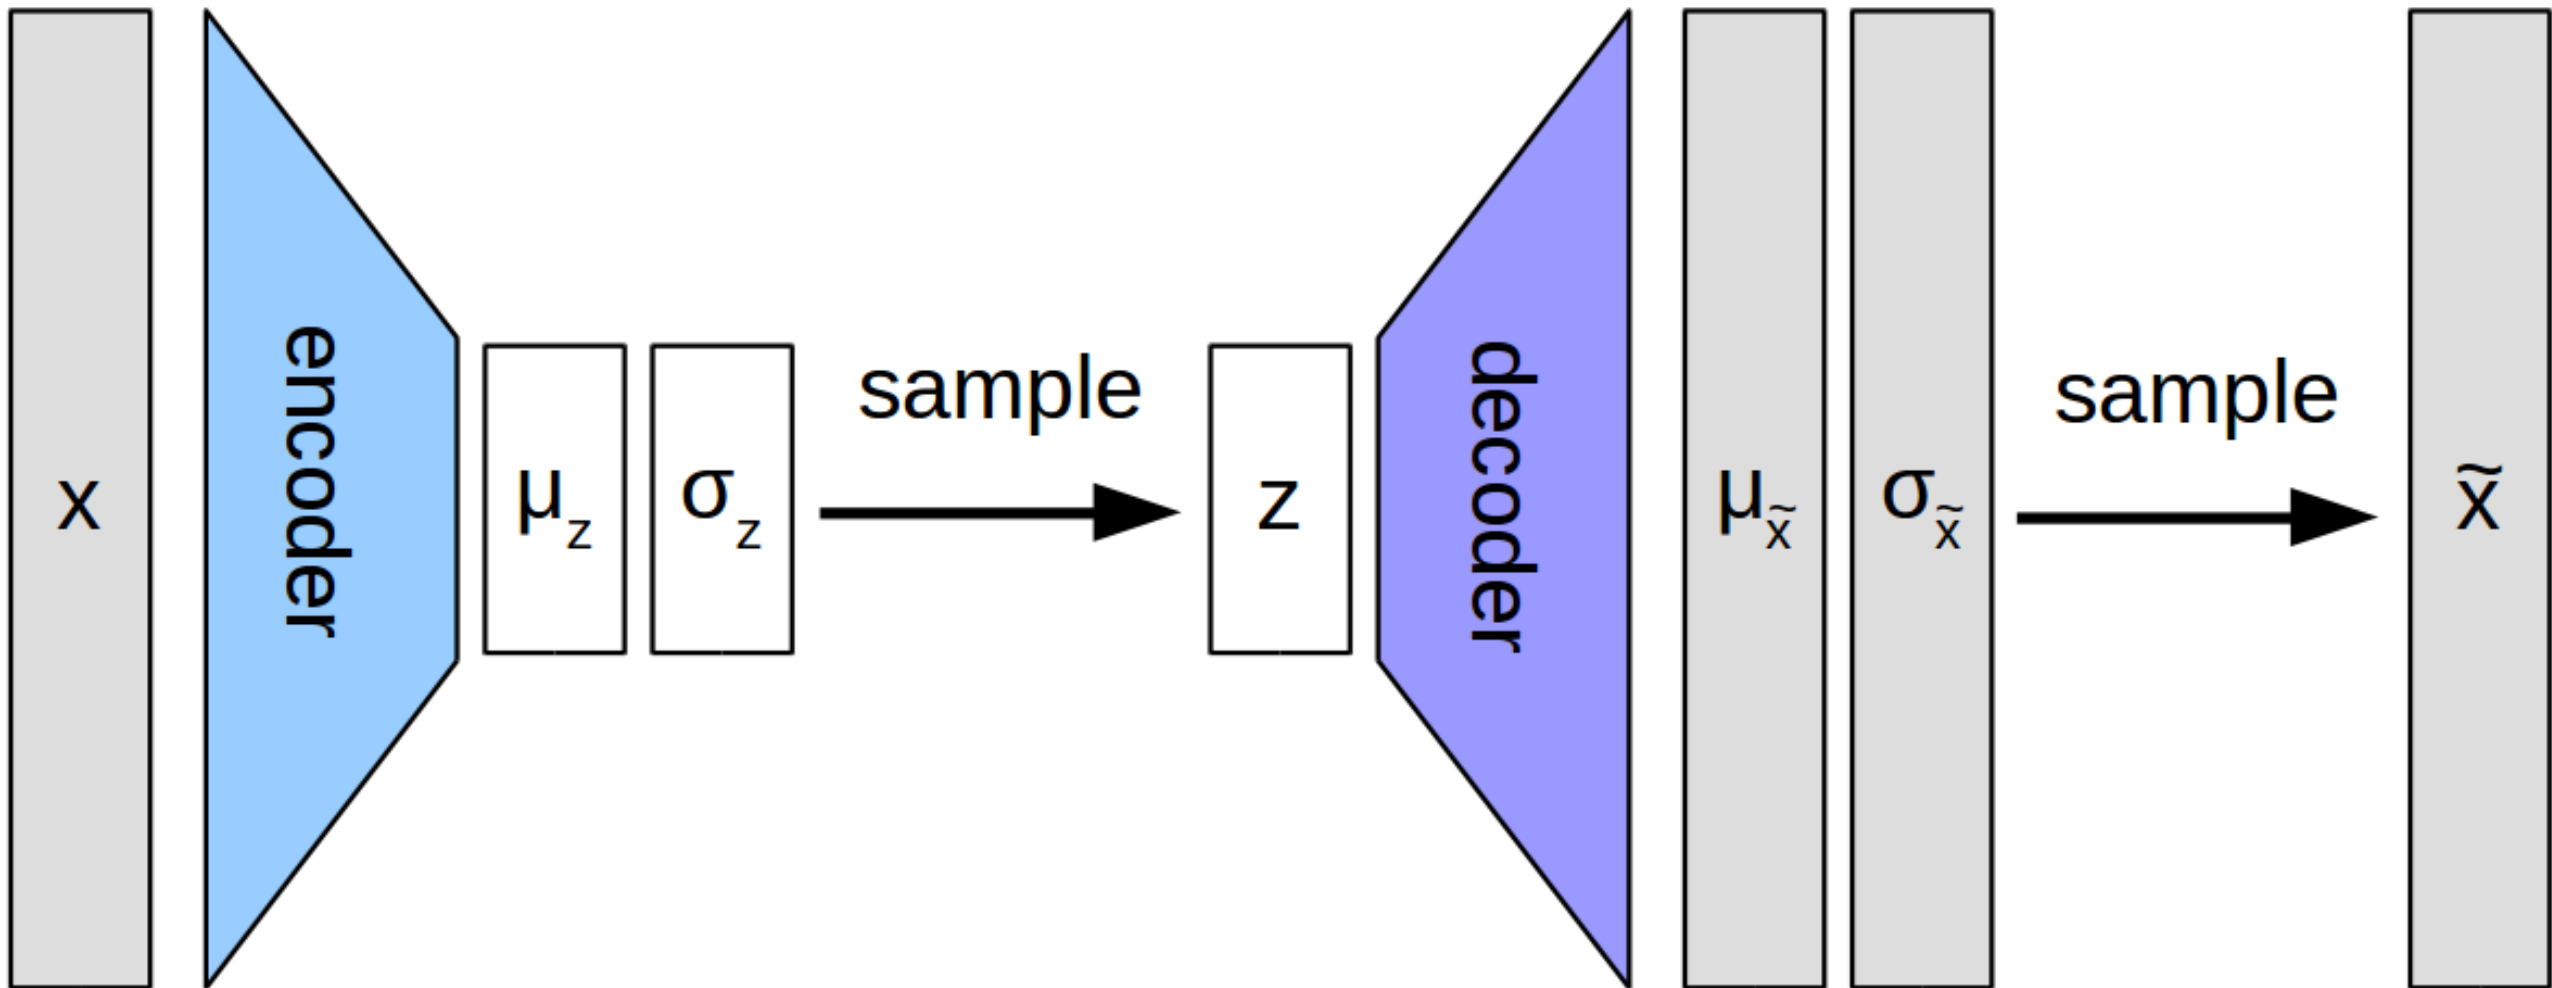 x
encoder
μz
σz
sample
z
decoder
μx̃
σx̃
sample
x̃